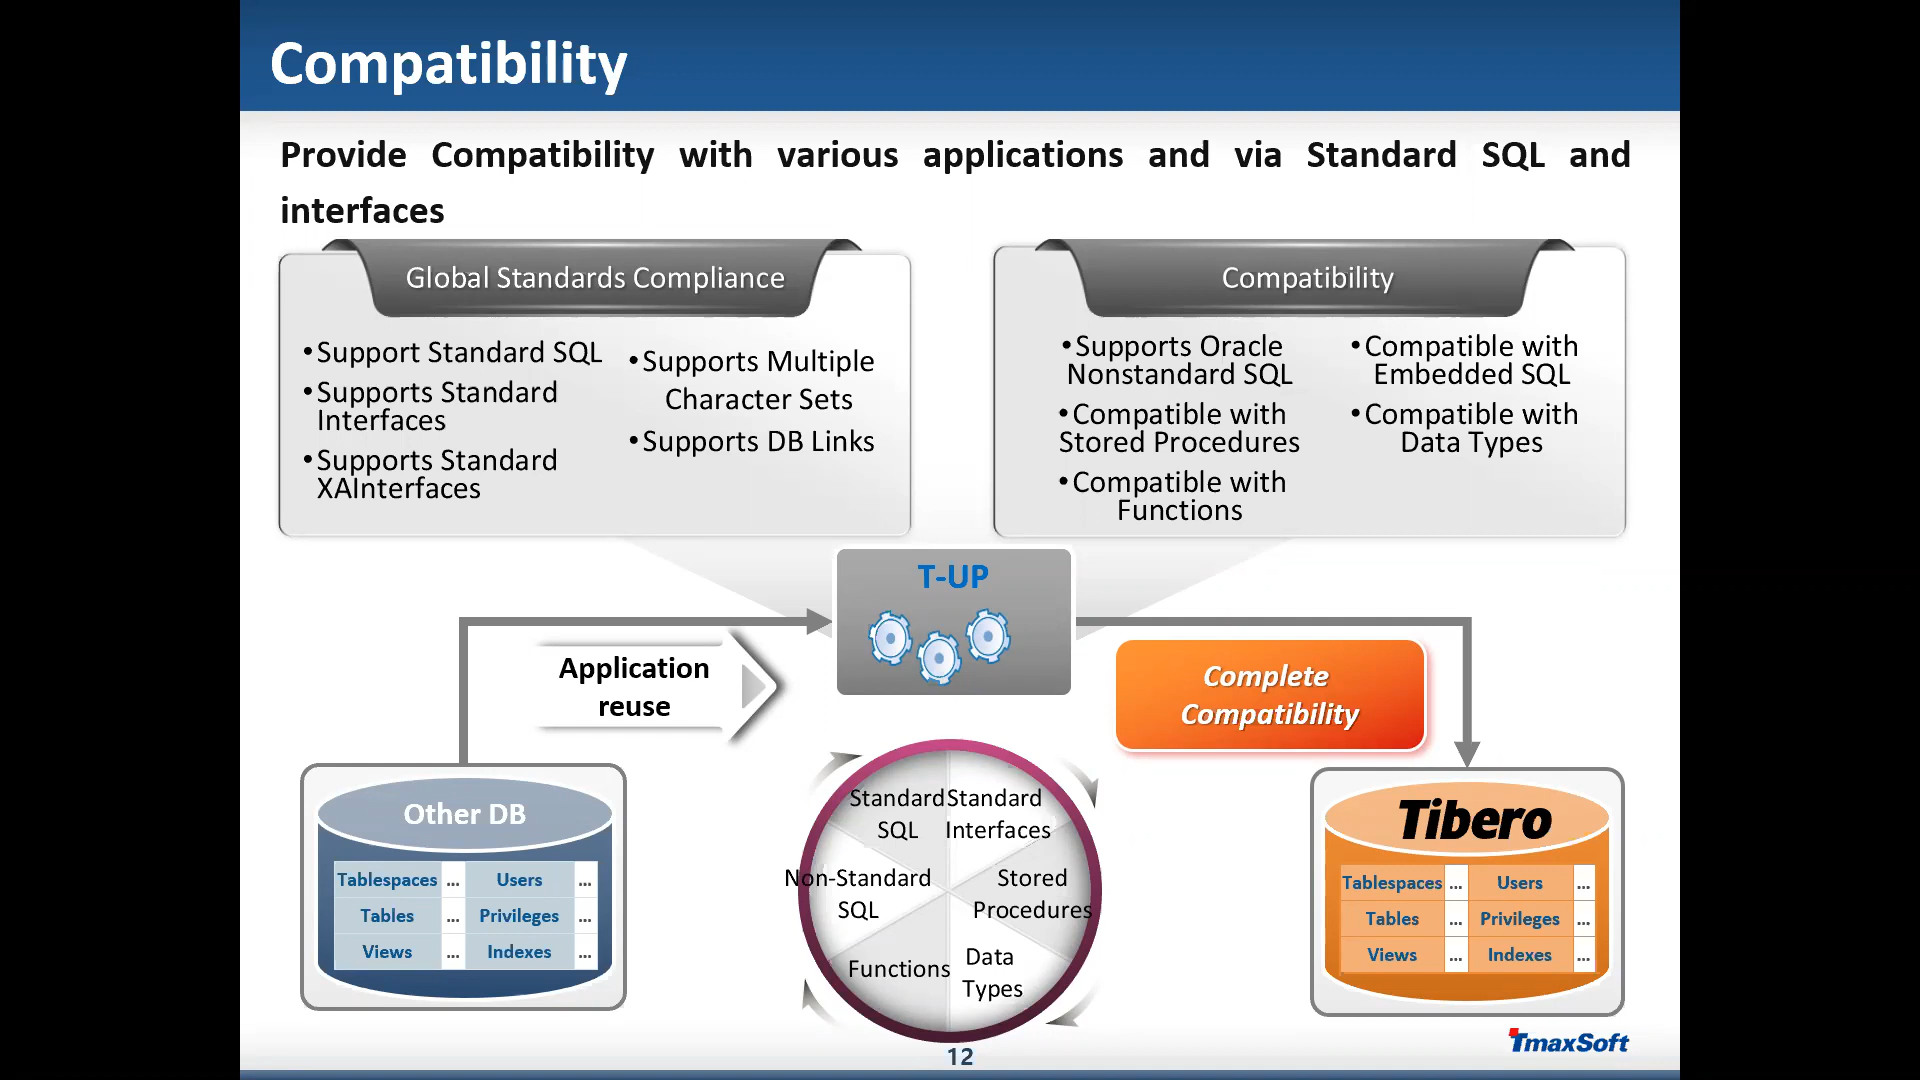 Compatibility
Provide Compatibility with various applications and via Standard SQL and
interfaces
Global Standards Compliance
•Support Standard SQL
•Supports Standard
Interfaces
•Supports Standard
XAInterfaces
•Supports Multiple
Character Sets
•Supports DB Links
Compatibility
•Supports Oracle
Nonstandard SQL
•Compatible with
Stored Procedures
•Compatible with
Functions
•Compatible with
Embedded SQL
•Compatible with
Data Types
T-UP
Application
reuse
Complete
Compatibility
Other DB
Tablespaces ... Users ...
Tables ... Privileges ...
Views ... Indexes ...
Standard
SQL
Standard
Interfaces
Non-Standard
SQL
Stored
Procedures
Functions
Data
Types
Tibero
Tablespaces ... Users ...
Tables ... Privileges ...
Views ... Indexes ...
TmaxSoft
12